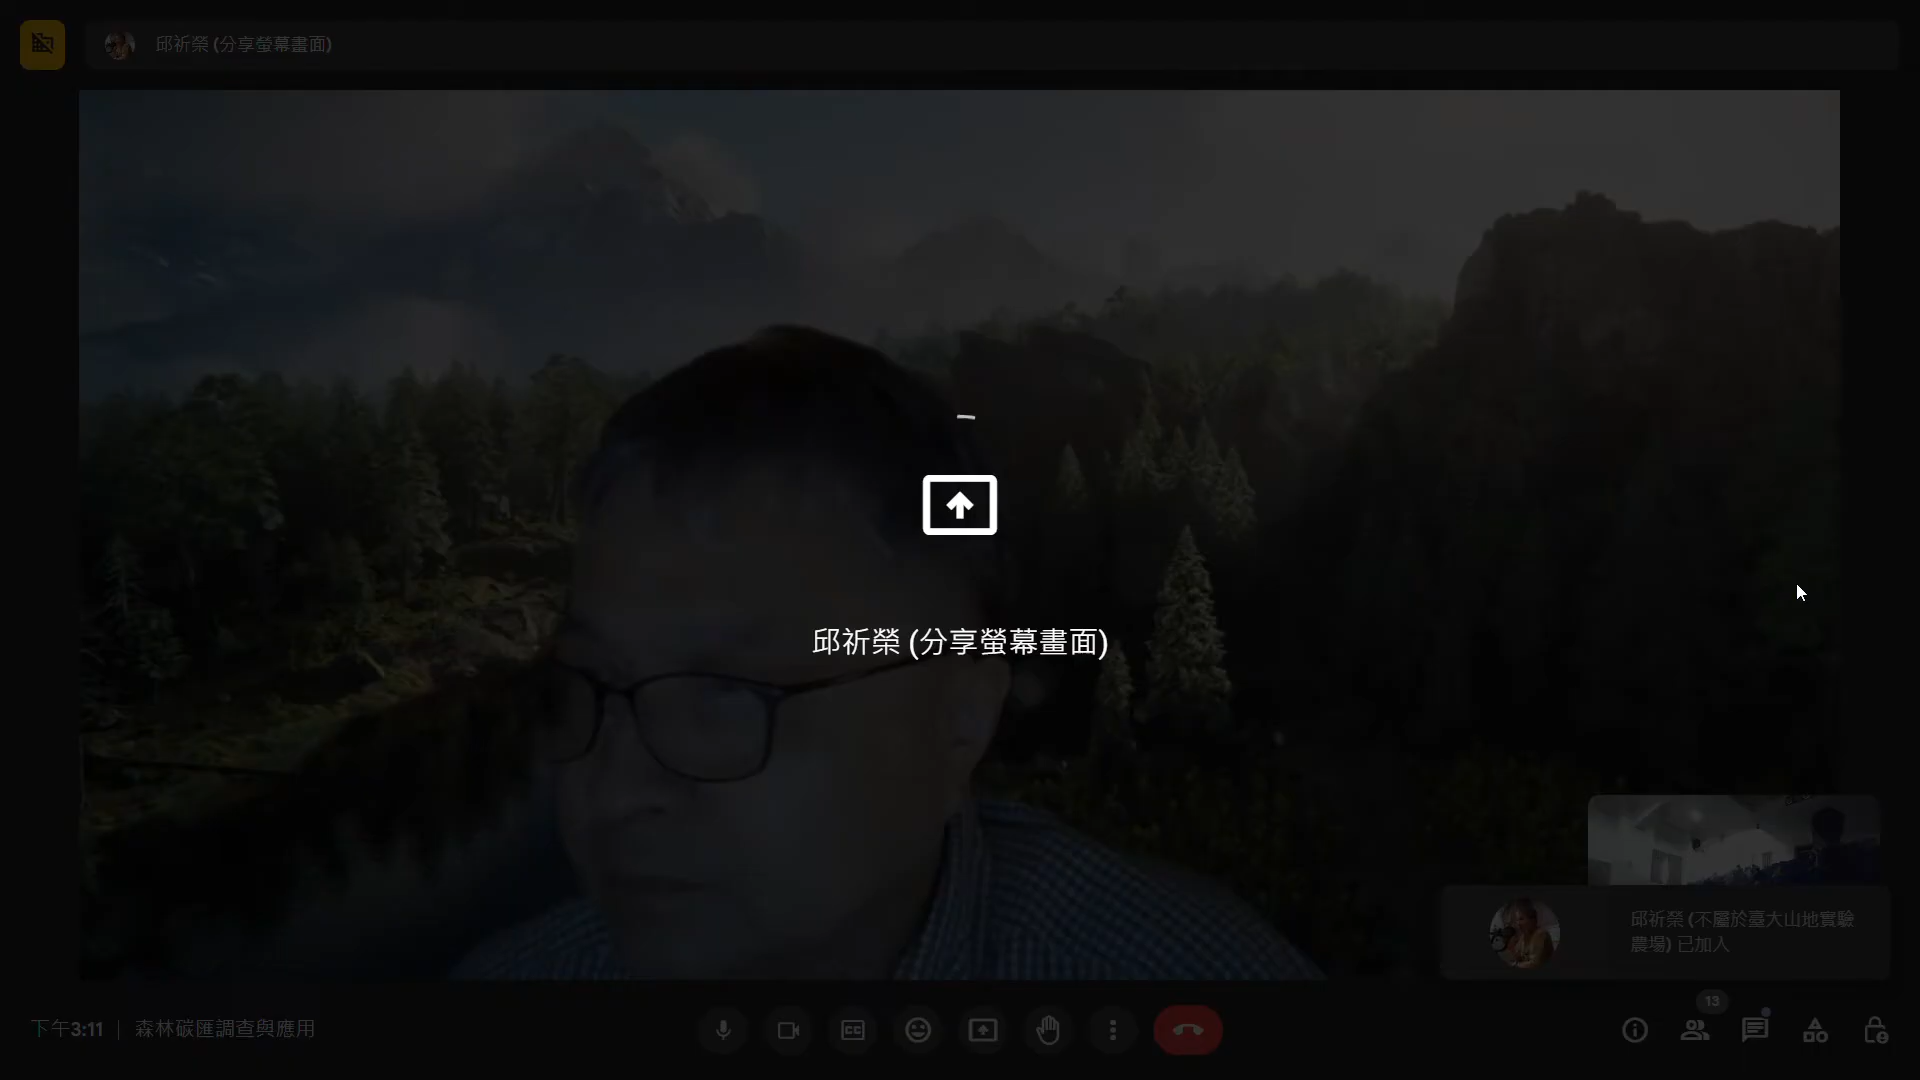 邱祈榮 (分享螢幕畫面)
邱祈榮 (分享螢幕畫面)
邱祈榮 (不屬於臺大山地實驗
農場) 已加入
13
下午3:11 | 森林碳匯調查與應用
CC